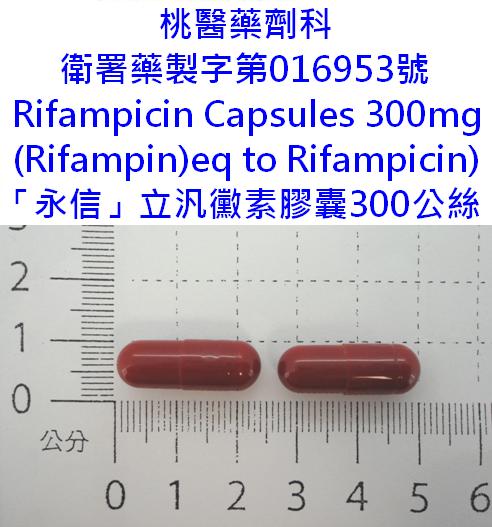 桃醫藥劑科
衛署藥製字第016953號
Rifampicin Capsules 300mg
(Rifampin)eq to Rifampicin)
「永信」立汎黴素膠囊300公絲
2
1
0
公分
0 1 2 3 4 5 6